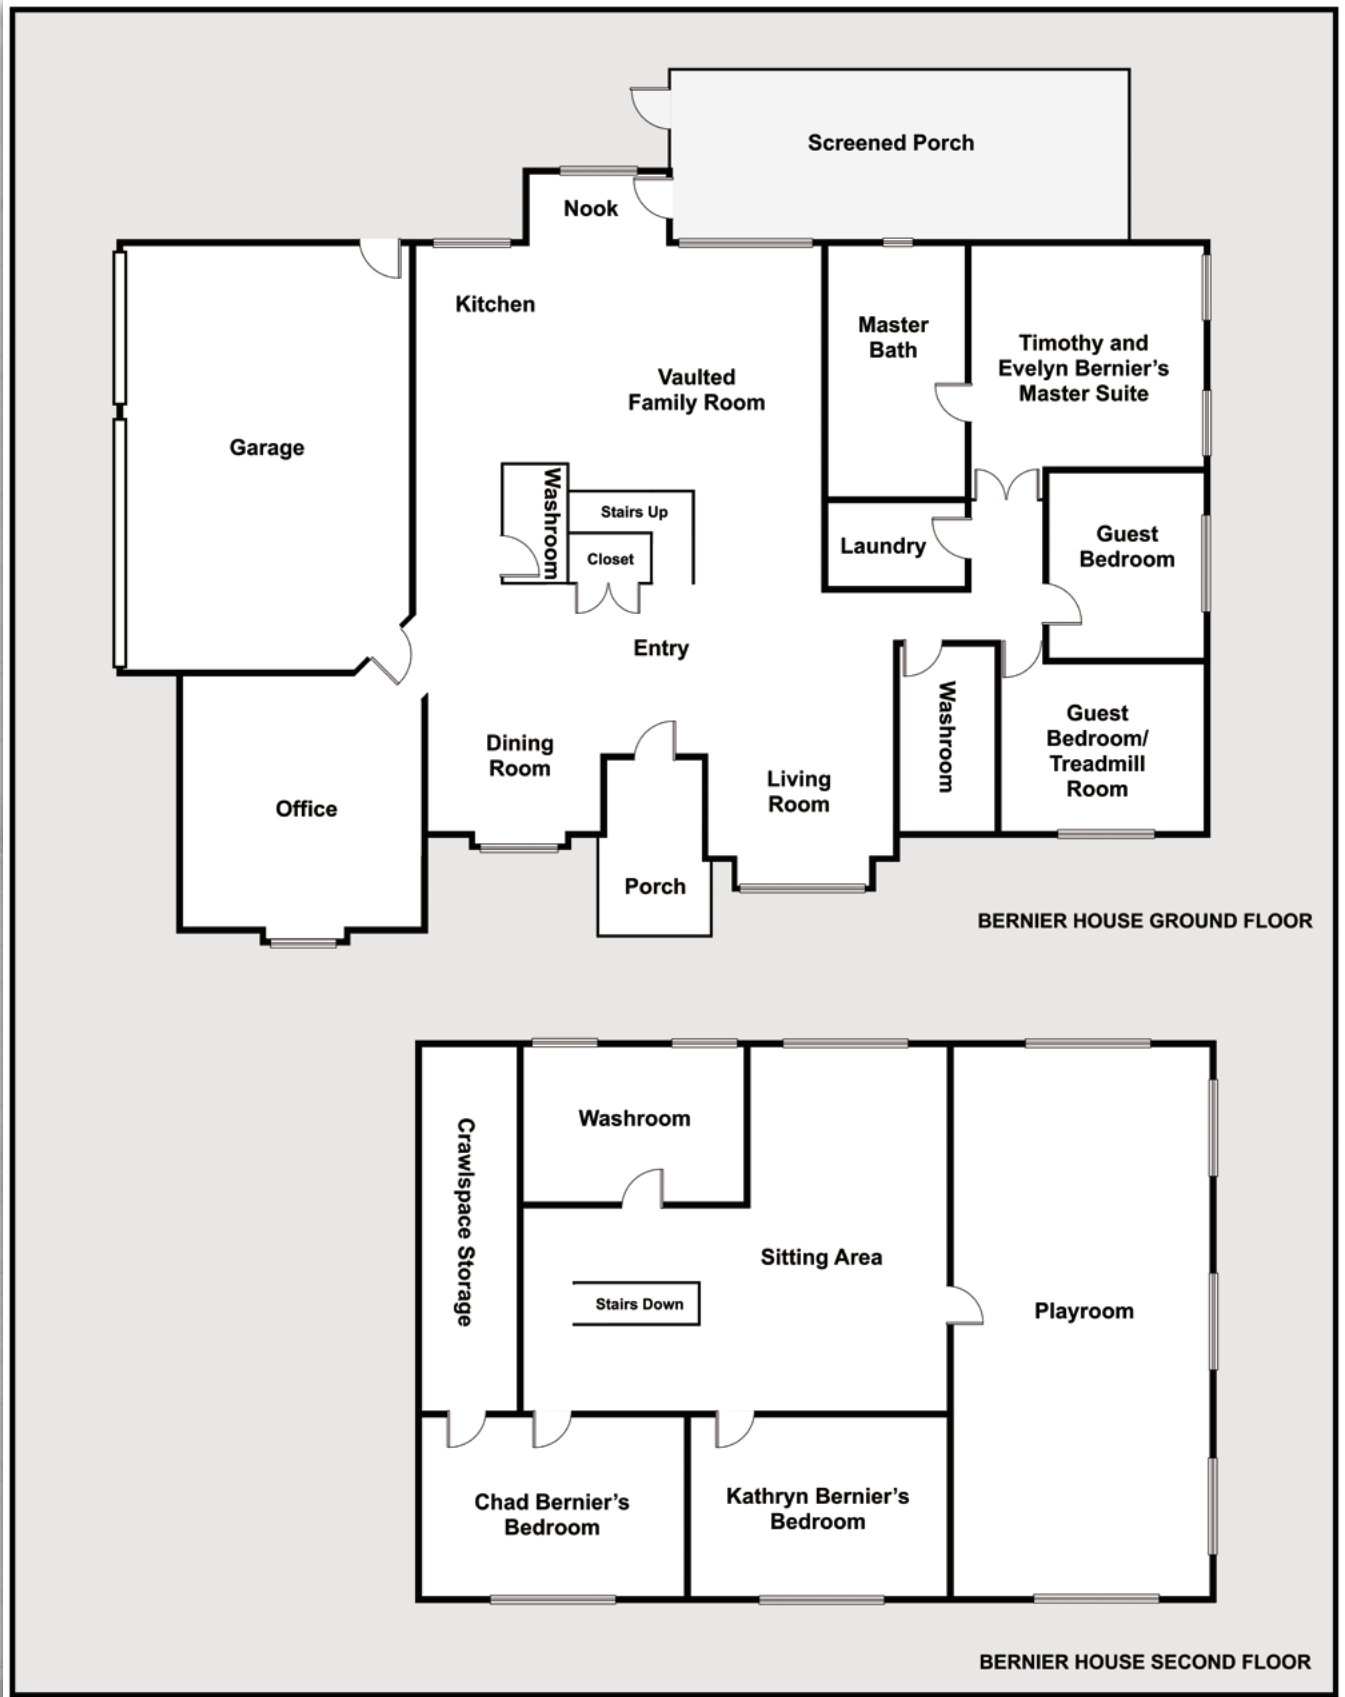 Screened Porch
Nook
Kitchen
Vaulted
Family Room
Master
Bath
Timothy and
Evelyn Bernier’s
Master Suite
Garage
Washroom
Stairs Up
Closet
Laundry
Guest
Bedroom
Entry
Dining
Room
Living
Room
Washroom
Guest
Bedroom/
Treadmill
Room
Office
Porch
BERNIER HOUSE GROUND FLOOR
Crawlspace Storage
Washroom
Sitting Area
Stairs Down
Playroom
Chad Bernier’s
Bedroom
Kathryn Bernier’s
Bedroom
BERNIER HOUSE SECOND FLOOR